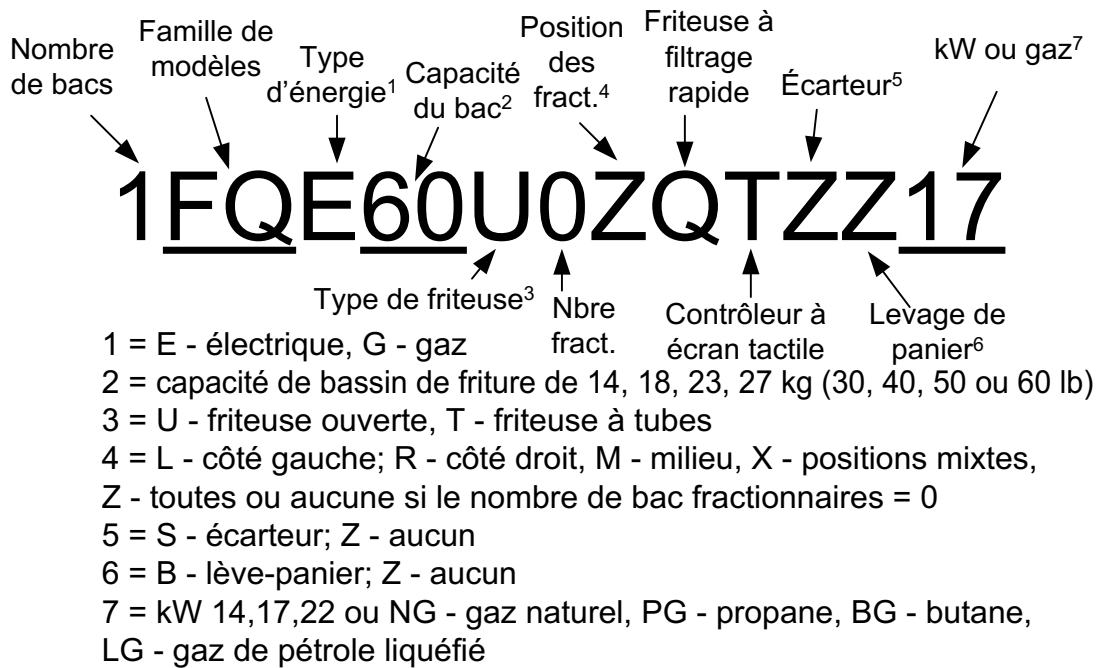 Nombre
de bacs
Famille de
modèles
Type
d'énergie1
Capacité
du bac2
Position
des
fract.4
Friteuse à
filtrage
rapide
Écarteur5
kW ou gaz7
1FQE60U0ZQTZZ17
Type de friteuse3
Nbre
fract.
Contrôleur à
écran tactile
Levage de
panier6
1 = E - électrique, G - gaz
2 = capacité de bassin de friture de 14, 18, 23, 27 kg (30, 40, 50 ou 60 lb)
3 = U - friteuse ouverte, T - friteuse à tubes
4 = L - côté gauche; R - côté droit, M - milieu, X - positions mixtes,
Z - toutes ou aucune si le nombre de bac fractionnaires = 0
5 = S - écarteur; Z - aucun
6 = B - lève-panier; Z - aucun
7 = kW 14,17,22 ou NG - gaz naturel, PG - propane, BG - butane,
LG - gaz de pétrole liquéfié